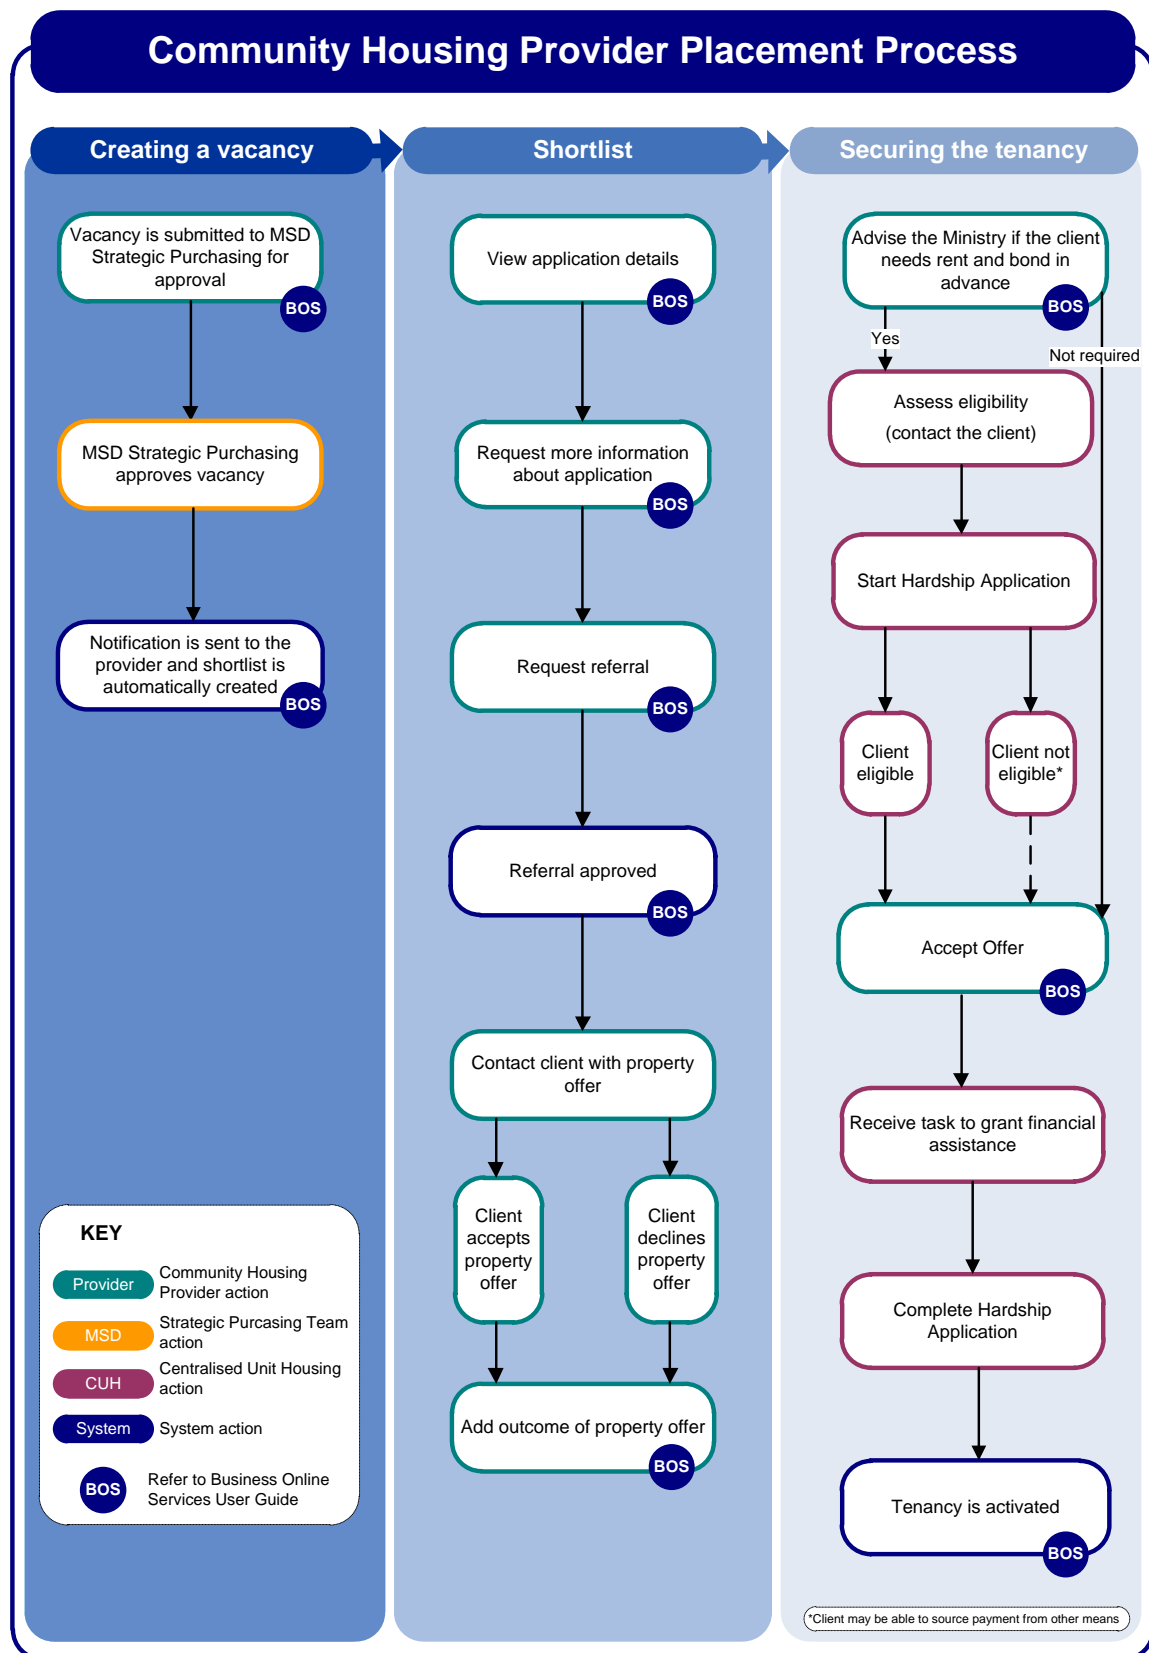 Community Housing Provider Placement Process
Creating a vacancy
Vacancy is submitted to MSD
Strategic Purchasing for
approval
BOS
MSD Strategic Purchasing
approves vacancy
Notification is sent to the
provider and shortlist is
automatically created
BOS
KEY
Provider
Community Housing
Provider action
MSD
Strategic Purcasing Team
action
CUH
Centralised Unit Housing
action
System
System action
BOS
Refer to Business Online
Services User Guide
Shortlist
View application details
BOS
Request more information
about application
BOS
Request referral
BOS
Referral approved
BOS
Contact client with property
offer
Client
accepts
property
offer
Client
declines
property
offer
Add outcome of property offer
BOS
Securing the tenancy
Advise the Ministry if the client
needs rent and bond in
advance
BOS
Yes
Not required
Assess eligibility
(contact the client)
Start Hardship Application
Client
eligible
Client not
eligible*
Accept Offer
BOS
Receive task to grant financial
assistance
Complete Hardship
Application
Tenancy is activated
BOS
*Client may be able to source payment from other means